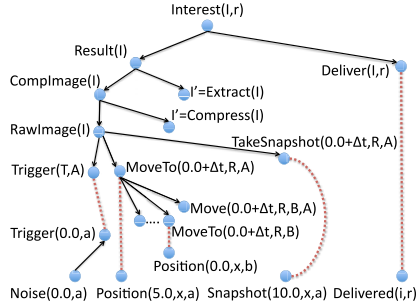 Interest(I,r)
Result(I)
Deliver(I,r)
CompImage(I)
I'=Extract(I)
I'=Compress(I)
RawImage(I)
TakeSnapshot(0.0+Δt,R,A)
Trigger(T,A)
MoveTo(0.0+Δt,R,A)
Move(0.0+Δt,R,B,A)
....
MoveTo(0.0+Δt,R,B)
Trigger(0.0,a)
Position(0.0,x,b)
Noise(0.0,a) Position(5.0,x,a) Snapshot(10.0,x,a) Delivered(i,r)